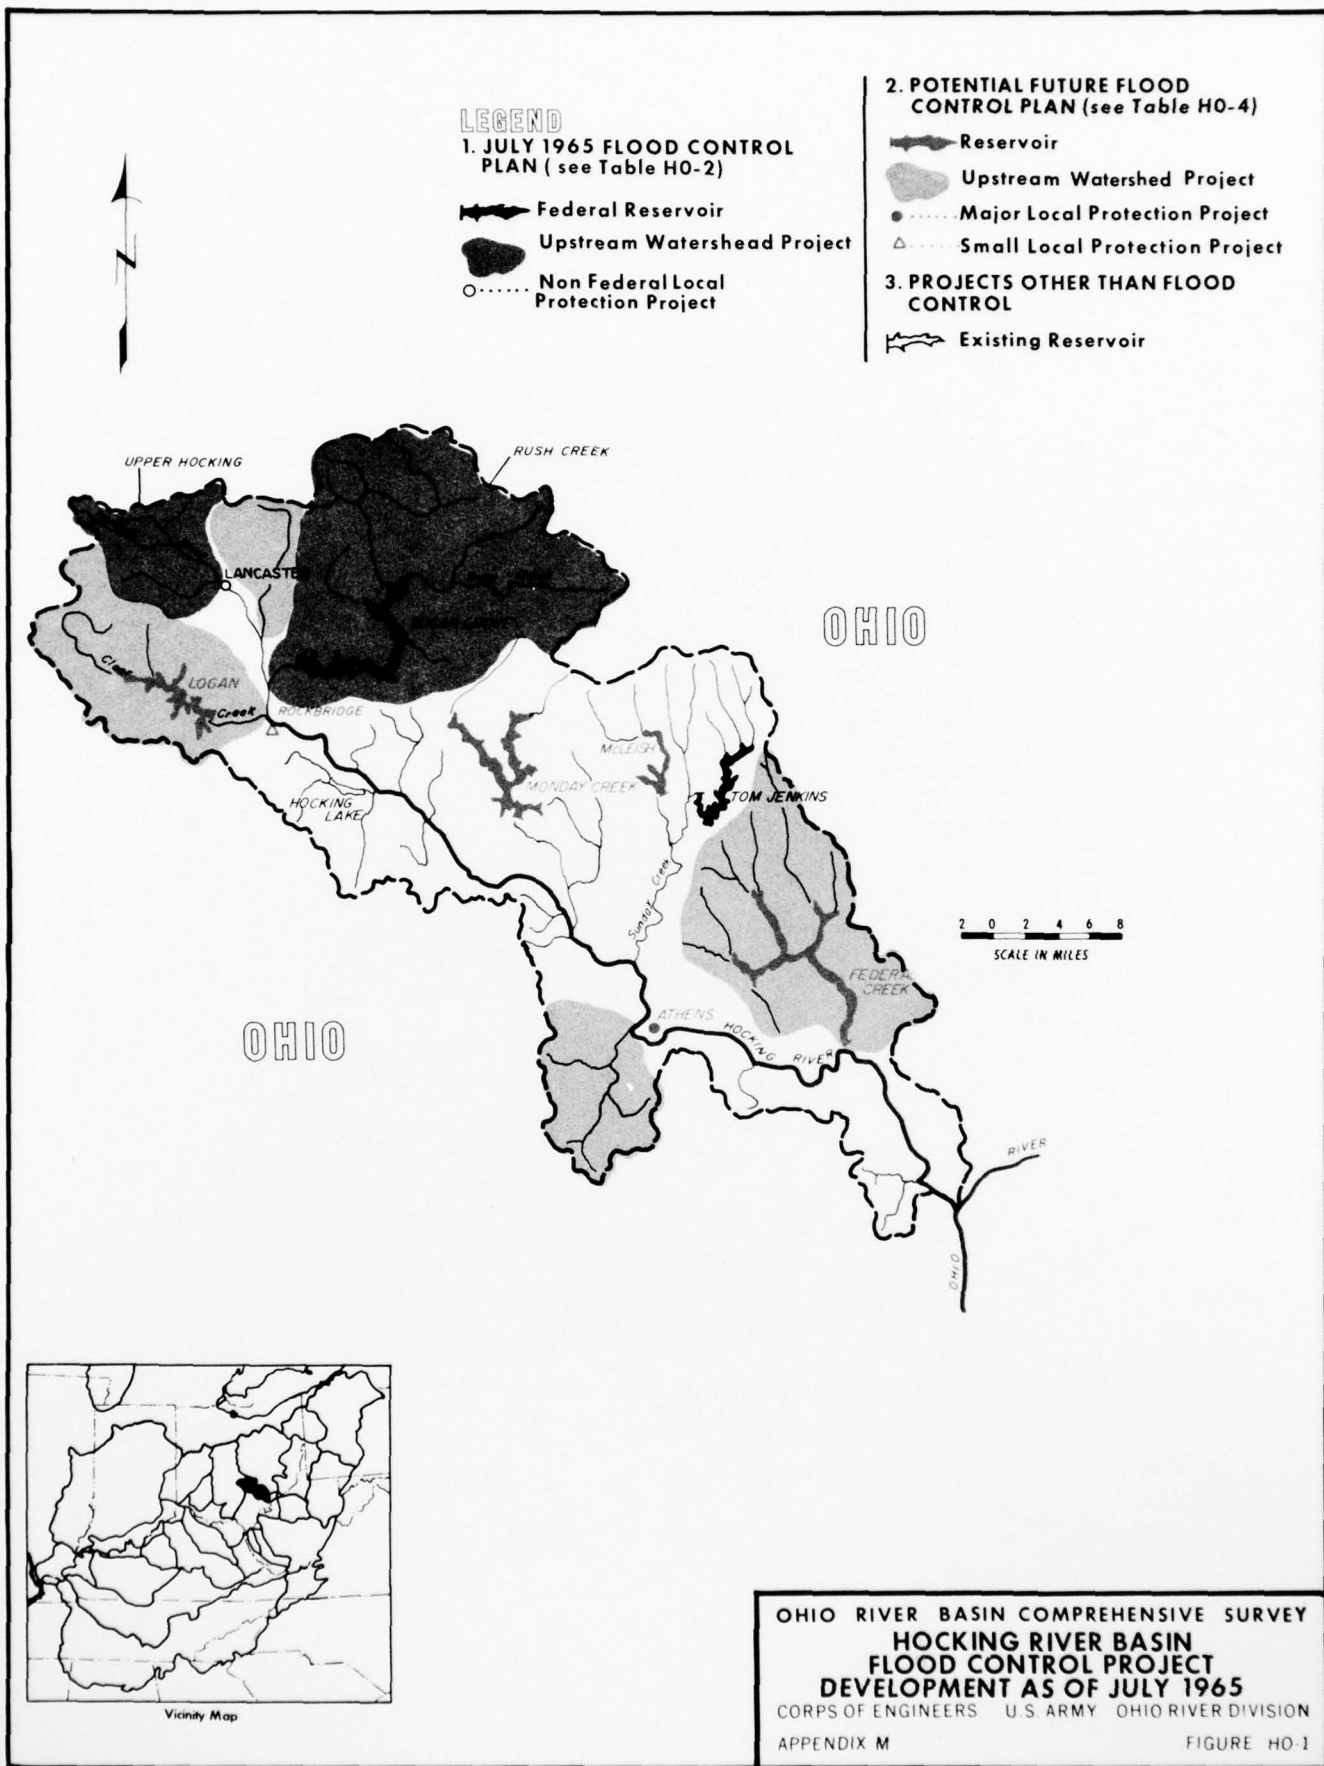 LEGEND
1. JULY 1965 FLOOD CONTROL
PLAN ( see Table HO-2)
Federal Reservoir
Upstream Watershead Project
Non Federal Local
Protection Project
2. POTENTIAL FUTURE FLOOD
CONTROL PLAN (see Table HO-4)
Reservoir
Upstream Watershed Project
Major Local Protection Project
Small Local Protection Project
3. PROJECTS OTHER THAN FLOOD
CONTROL
Existing Reservoir
N
UPPER HOCKING
RUSH CREEK
LANCASTER
OHIO
Clear
LOGAN
Creek
ROCKBRIDGE
McLEISH
MONDAY CREEK
TOM JENKINS
HOCKING
LAKE
Sunday Creek
2 0 2 4 6 8
SCALE IN MILES
FEDERAL
CREEK
ATHENS
HOCKING RIVER
OHIO
RIVER
OHIO
Vicinity Map
OHIO RIVER BASIN COMPREHENSIVE SURVEY
HOCKING RIVER BASIN
FLOOD CONTROL PROJECT
DEVELOPMENT AS OF JULY 1965
CORPS OF ENGINEERS U.S. ARMY OHIO RIVER DIVISION
APPENDIX M FIGURE HO-1